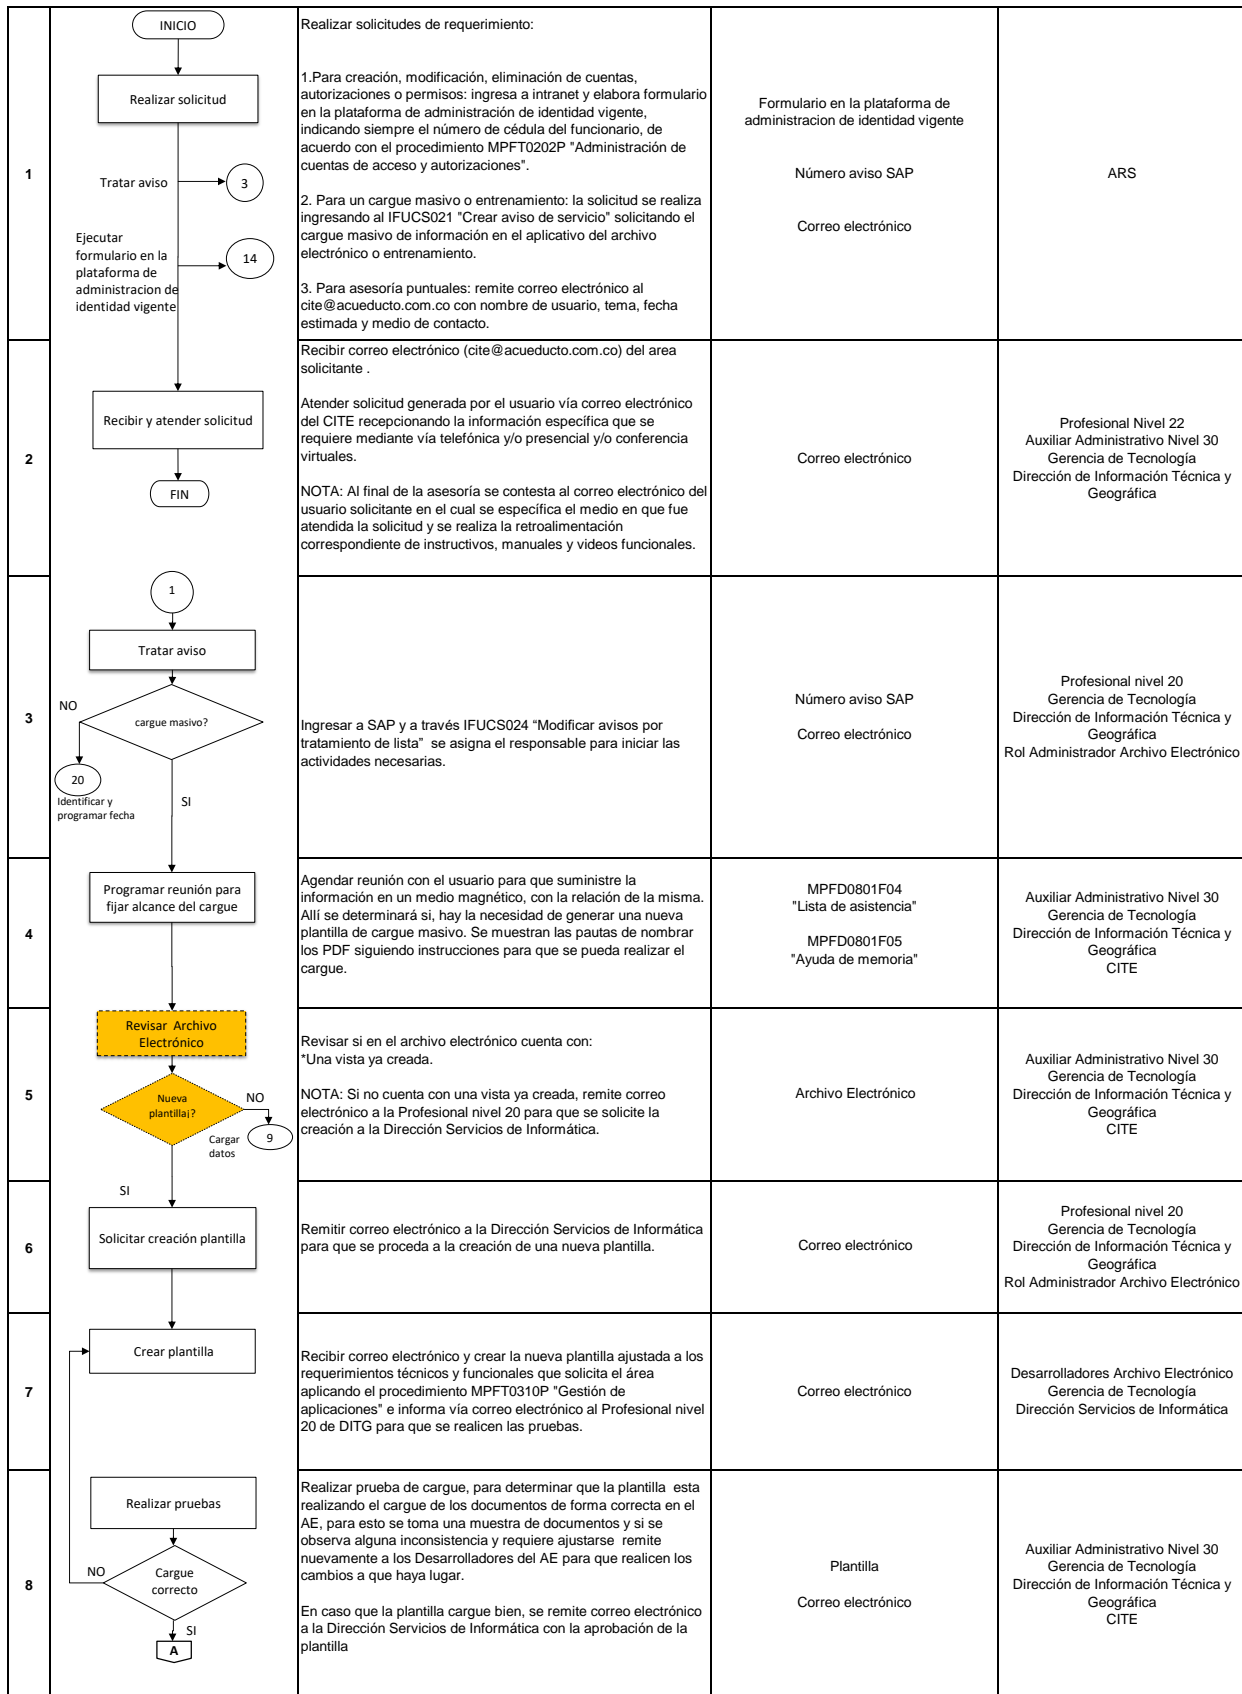 1
INICIO
Realizar solicitud
Tratar aviso
3
Ejecutar
formulario en la
plataforma de
administracion de
identidad vigente
14
Realizar solicitudes de requerimiento:
1.Para creación, modificación, eliminación de cuentas,
autorizaciones o permisos: ingresa a intranet y elabora formulario
en la plataforma de administración de identidad vigente,
indicando siempre el número de cédula del funcionario, de
acuerdo con el procedimiento MPFT0202P "Administración de
cuentas de acceso y autorizaciones".
2. Para un cargue masivo o entrenamiento: la solicitud se realiza
ingresando al IFUCS021 "Crear aviso de servicio" solicitando el
cargue masivo de información en el aplicativo del archivo
electrónico o entrenamiento.
3. Para asesoría puntuales: remite correo electrónico al
cite@acueducto.com.co con nombre de usuario, tema, fecha
estimada y medio de contacto.
Formulario en la plataforma de
administracion de identidad vigente
Número aviso SAP
Correo electrónico
ARS
2
Recibir y atender solicitud
FIN
Recibir correo electrónico (cite@acueducto.com.co) del area
solicitante .
Atender solicitud generada por el usuario vía correo electrónico
del CITE recepcionando la información específica que se
requiere mediante vía telefónica y/o presencial y/o conferencia
virtuales.
NOTA: Al final de la asesoría se contesta al correo electrónico del
usuario solicitante en el cual se específica el medio en que fue
atendida la solicitud y se realiza la retroalimentación
correspondiente de instructivos, manuales y videos funcionales.
Correo electrónico
Profesional Nivel 22
Auxiliar Administrativo Nivel 30
Gerencia de Tecnología
Dirección de Información Técnica y
Geográfica
3
1
Tratar aviso
cargue masivo?
NO
20
Identificar y
programar fecha
SI
Ingresar a SAP y a través IFUCS024 “Modificar avisos por
tratamiento de lista” se asigna el responsable para iniciar las
actividades necesarias.
Número aviso SAP
Correo electrónico
Profesional nivel 20
Gerencia de Tecnología
Dirección de Información Técnica y
Geográfica
Rol Administrador Archivo Electrónico
4
Programar reunión para
fijar alcance del cargue
Agendar reunión con el usuario para que suministre la
información en un medio magnético, con la relación de la misma.
Allí se determinará si, hay la necesidad de generar una nueva
plantilla de cargue masivo. Se muestran las pautas de nombrar
los PDF siguiendo instrucciones para que se pueda realizar el
cargue.
MPFD0801F04
"Lista de asistencia"
MPFD0801F05
"Ayuda de memoria"
Auxiliar Administrativo Nivel 30
Gerencia de Tecnología
Dirección de Información Técnica y
Geográfica
CITE
5
Revisar Archivo
Electrónico
Nueva
plantilla¡?
NO
9
Cargar
datos
SI
Revisar si en el archivo electrónico cuenta con:
*Una vista ya creada.
NOTA: Si no cuenta con una vista ya creada, remite correo
electrónico a la Profesional nivel 20 para que se solicite la
creación a la Dirección Servicios de Informática.
Archivo Electrónico
Auxiliar Administrativo Nivel 30
Gerencia de Tecnología
Dirección de Información Técnica y
Geográfica
CITE
6
Solicitar creación plantilla
Remitir correo electrónico a la Dirección Servicios de Informática
para que se proceda a la creación de una nueva plantilla.
Correo electrónico
Profesional nivel 20
Gerencia de Tecnología
Dirección de Información Técnica y
Geográfica
Rol Administrador Archivo Electrónico
7
Crear plantilla
Recibir correo electrónico y crear la nueva plantilla ajustada a los
requerimientos técnicos y funcionales que solicita el área
aplicando el procedimiento MPFT0310P "Gestión de
aplicaciones" e informa vía correo electrónico al Profesional nivel
20 de DITG para que se realicen las pruebas.
Correo electrónico
Desarrolladores Archivo Electrónico
Gerencia de Tecnología
Dirección Servicios de Informática
8
Realizar pruebas
NO
Cargue
correcto
SI
A
Realizar prueba de cargue, para determinar que la plantilla esta
realizando el cargue de los documentos de forma correcta en el
AE, para esto se toma una muestra de documentos y si se
observa alguna inconsistencia y requiere ajustarse remite
nuevamente a los Desarrolladores del AE para que realicen los
cambios a que haya lugar.
En caso que la plantilla cargue bien, se remite correo electrónico
a la Dirección Servicios de Informática con la aprobación de la
plantilla
Plantilla
Correo electrónico
Auxiliar Administrativo Nivel 30
Gerencia de Tecnología
Dirección de Información Técnica y
Geográfica
CITE